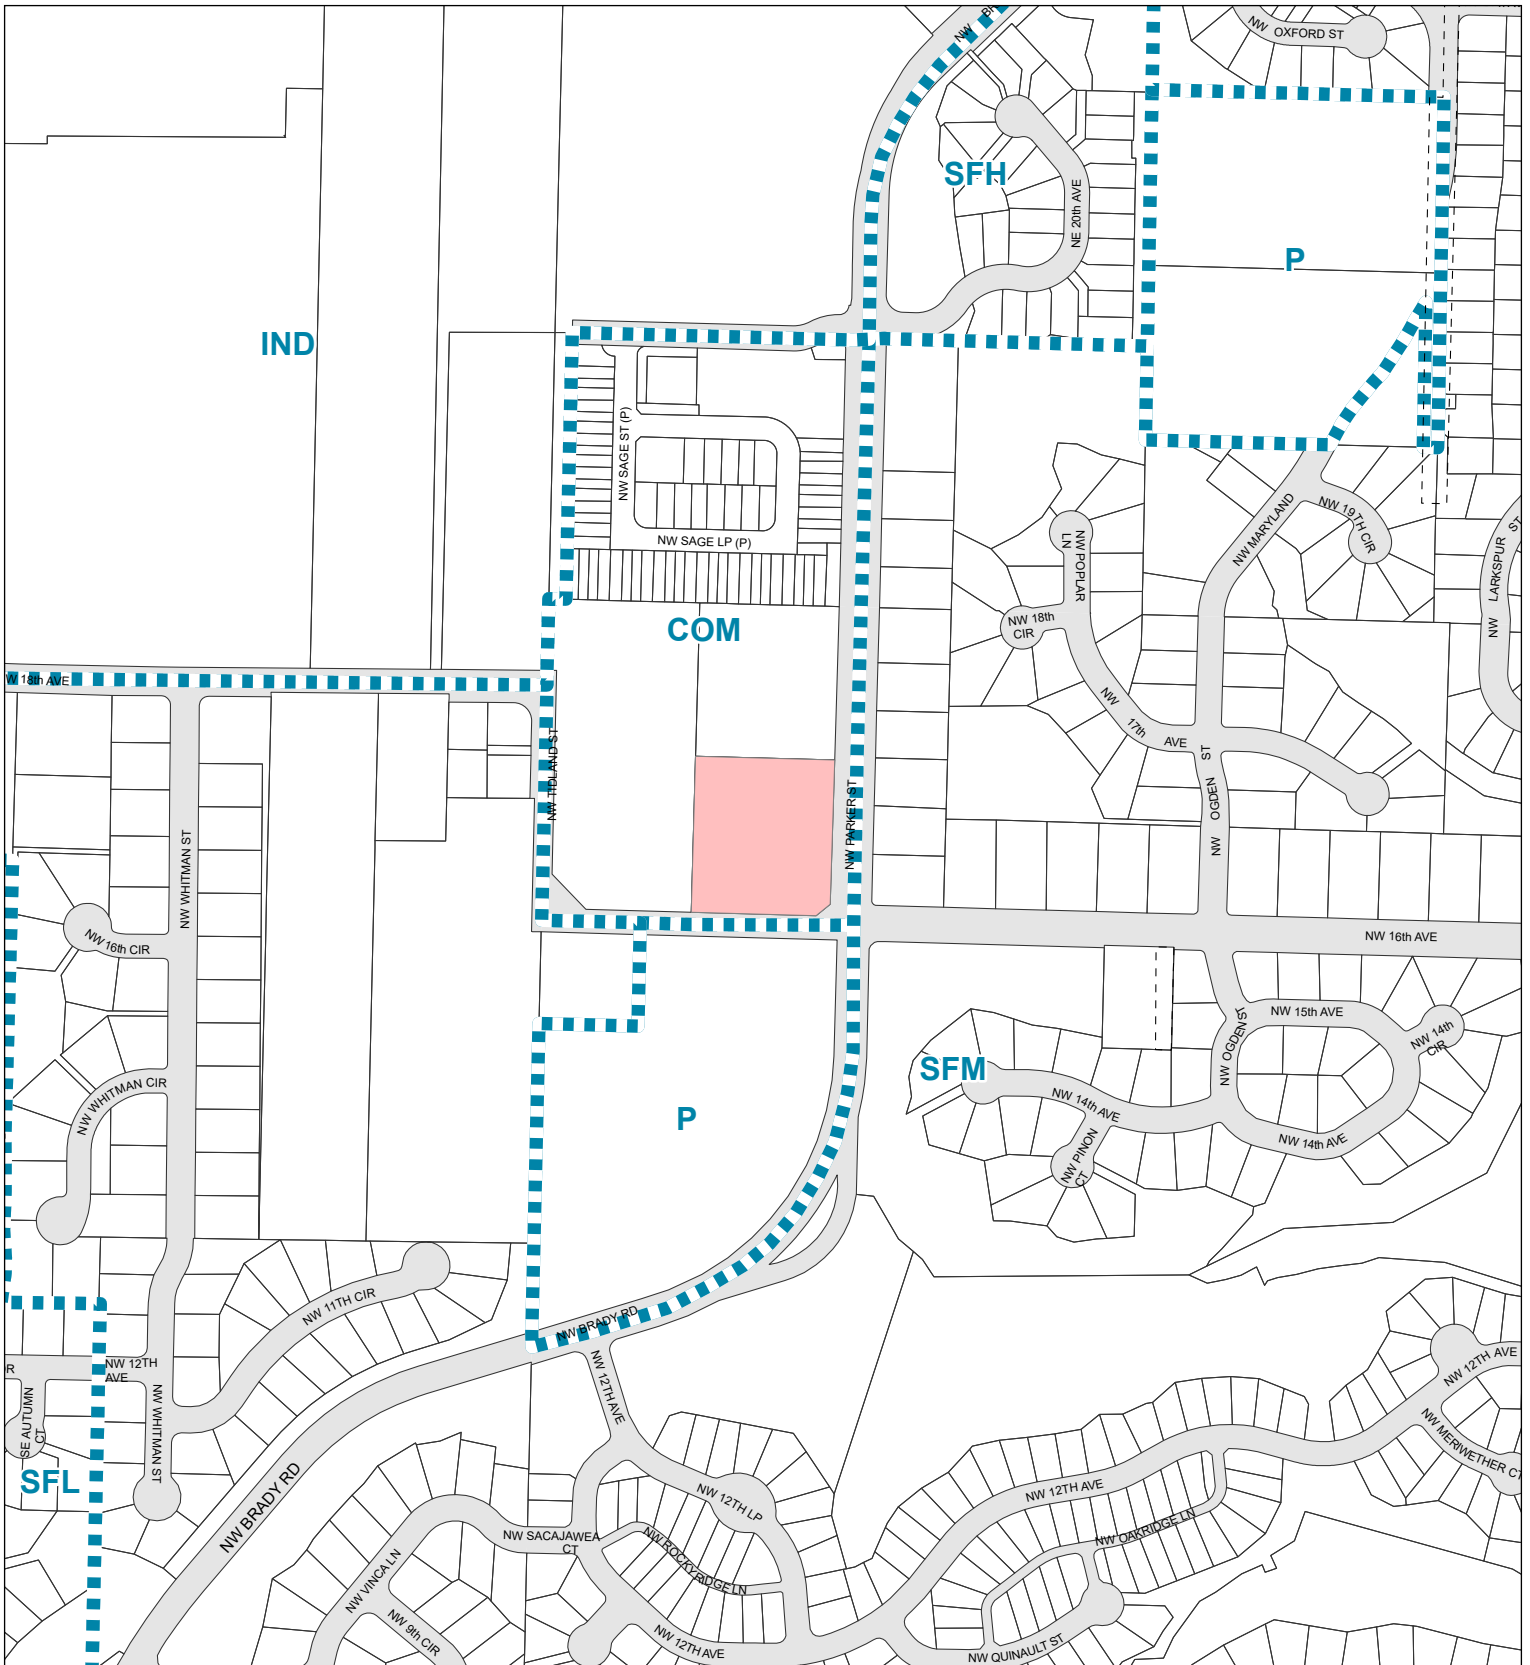 NW
OXFORD ST
NW
SFH
NE 20th AVE
P
IND
NW SAGE ST (P)
NW SAGE LP (P)
NW MARYLAND
NW 19TH CIR
NW POPLAR
LN
NW LARKSPUR ST
COM
NW 18th
CIR
W 18th AVE
NW 17th AVE
NW OGDEN ST
NW TIDLAND ST
NW PARKER ST
NW WHITMAN ST
NW 16th CIR
NW 16th AVE
NW 15th AVE
NW 14th
CIR
NW OGDEN ST
SFM
NW WHITMAN CIR
NW 14th AVE
P
NW 14th AVE
NW PINON
CT
NW 11TH CIR
NW BRADY RD
NW 12TH
AVE
NW 12TH AVE
NW 12TH AVE
NW WHITMAN ST
SE AUTUMN
CT
NW MERIWETHER CT
SFL
NW BRADY RD
NW 12TH LP
NW 12TH AVE
NW SACAJAWEA
CT
NW ROCKYRIDGE LN
NW OAKRIDGE LN
NW VINCA LN
NW 9th CIR
NW 12TH AVE
NW QUINAULT ST